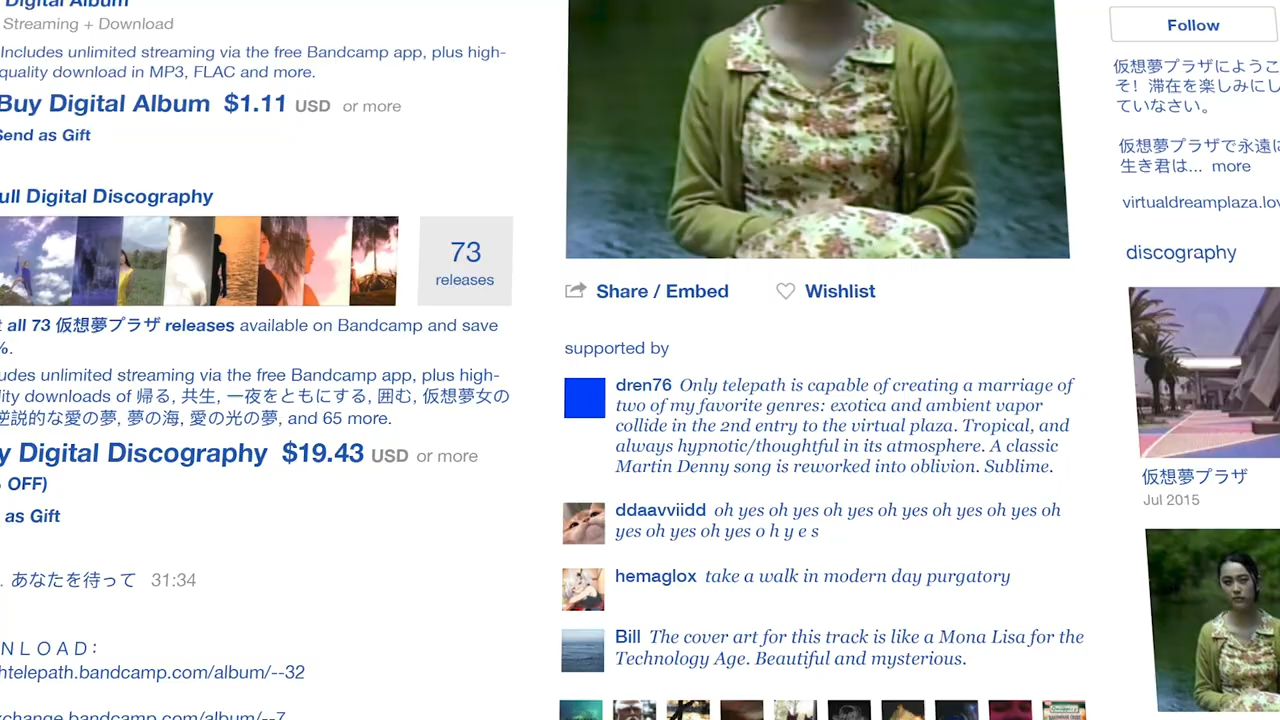 Digital Album
Streaming + Download
Includes unlimited streaming via the free Bandcamp app, plus high-
quality download in MP3, FLAC and more.
Buy Digital Album $1.11 USD or more
Send as Gift
ull Digital Discography
73
releases
all 73 仮想夢プラザ releases available on Bandcamp and save
%.
udes unlimited streaming via the free Bandcamp app, plus high-
lity downloads of 帰る, 共生, 一夜をともにする, 囲む, 仮想夢女の
逆説的な愛の夢, 夢の海, 愛の光の夢, and 65 more.
y Digital Discography $19.43 USD or more
OFF)
as Gift
. あなたを待って 31:34
N L O A D :
htelepath.bandcamp.com/album/--32
xchange.bandcamp.com/album/--7
Share / Embed
Wishlist
supported by
dren76 Only telepath is capable of creating a marriage of
two of my favorite genres: exotica and ambient vapor
collide in the 2nd entry to the virtual plaza. Tropical, and
always hypnotic/thoughtful in its atmosphere. A classic
Martin Denny song is reworked into oblivion. Sublime.
ddaavviidd oh yes oh yes oh yes oh yes oh yes oh yes oh
yes oh yes oh yes o h y e s
hemaglox take a walk in modern day purgatory
Bill The cover art for this track is like a Mona Lisa for the
Technology Age. Beautiful and mysterious.
Follow
仮想夢プラザにようこ
そ！滞在を楽しみにし
ていなさい。
仮想夢プラザで永遠に
生き君は... more
virtualdreamplaza.lov
discography
仮想夢プラザ
Jul 2015